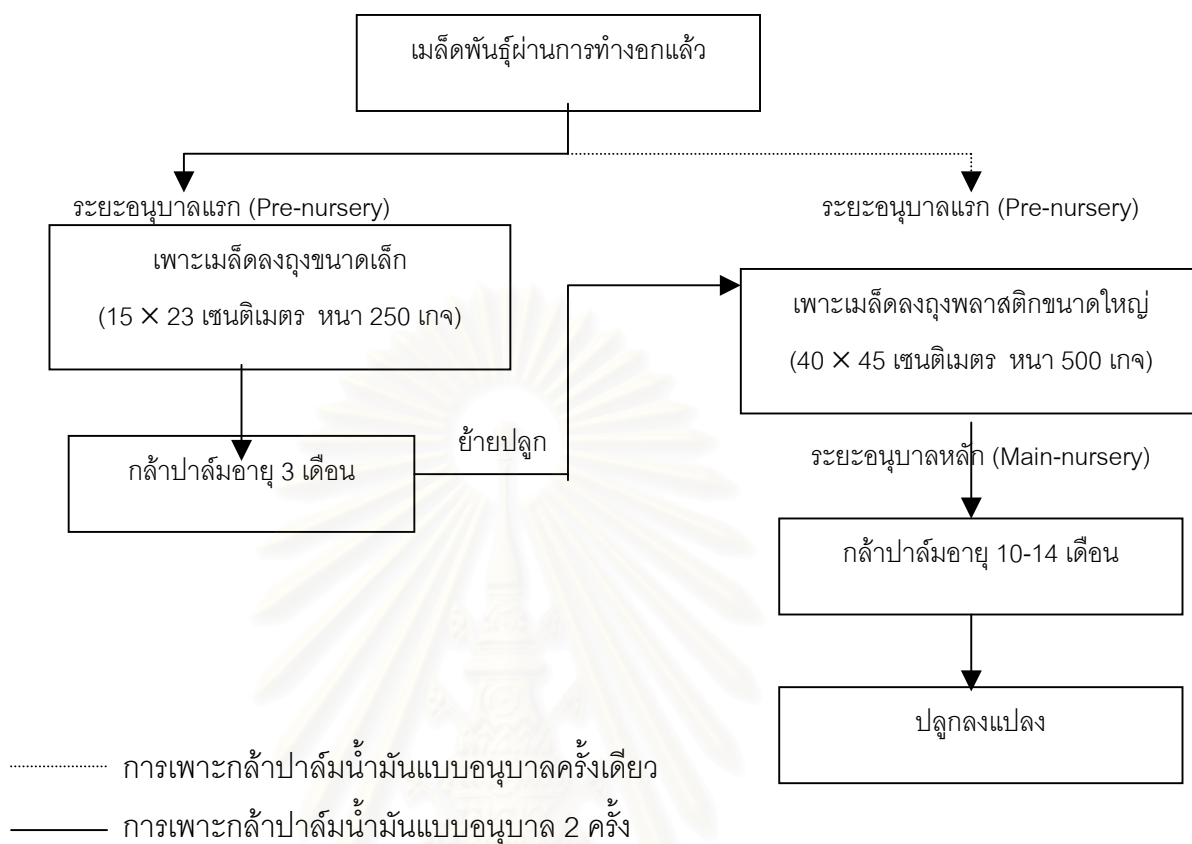 เมล็ดพันธุ์ผ่านการทำงอกแล้ว
ระยะอนุบาลแรก (Pre-nursery)
เพาะเมล็ดลงถุงขนาดเล็ก
(15 × 23 เซนติเมตร หนา 250 เกจ)
กล้าปาล์มอายุ 3 เดือน
ย้ายปลูก
ระยะอนุบาลแรก (Pre-nursery)
เพาะเมล็ดลงถุงพลาสติกขนาดใหญ่
(40 × 45 เซนติเมตร หนา 500 เกจ)
ระยะอนุบาลหลัก (Main-nursery)
กล้าปาล์มอายุ 10-14 เดือน
ปลูกลงแปลง
การเพาะกล้าปาล์มน้ำมันแบบอนุบาลครั้งเดียว
การเพาะกล้าปาล์มน้ำมันแบบอนุบาล 2 ครั้ง